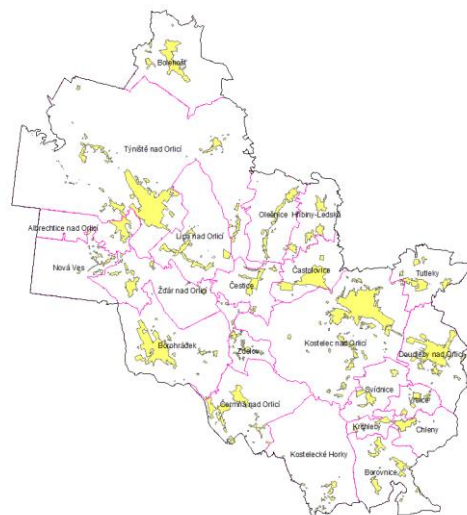 Bolehošť
Týniště nad Orlicí
Olešnice
Hřibiny-Ledská
Albrechtice nad Orlicí
Lípa nad Orlicí
Nová Ves
Čestice
Častolovice
Tutleky
Žďár nad Orlicí
Borohrádek
Zdelov
Kostelec nad Orlicí
Doudleby nad Orlicí
Svídnice
Vrbice
Čermná nad Orlicí
Krchleby
Chleny
Kostelecké Horky
Borovnice